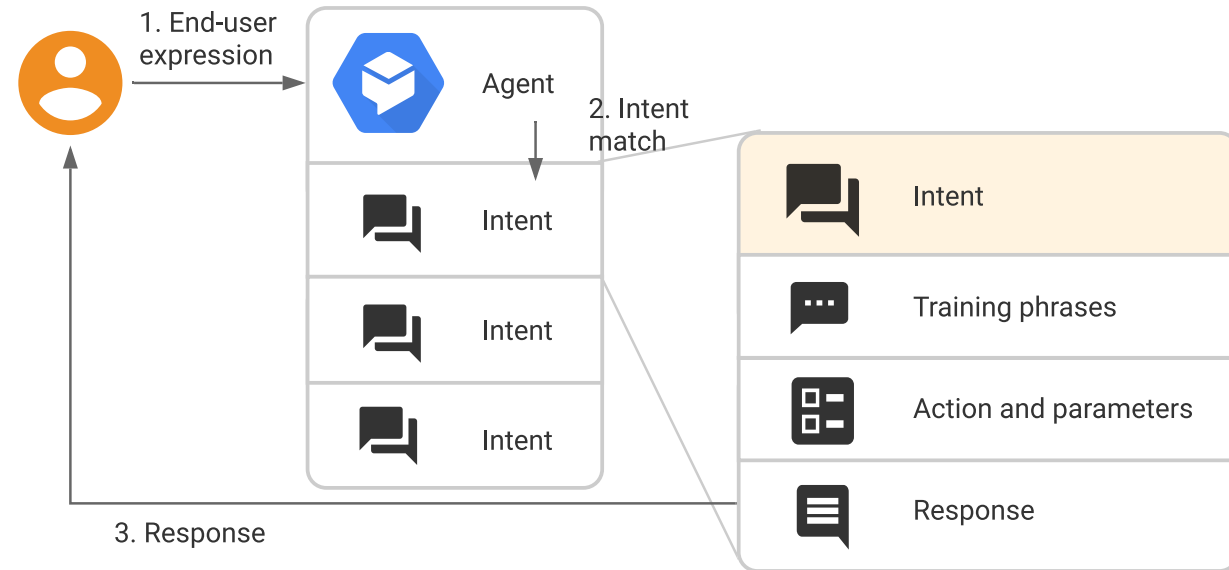 1. End-user
expression
Agent
2. Intent
match
Intent
Intent
Intent
Intent
Training phrases
Action and parameters
Response
3. Response